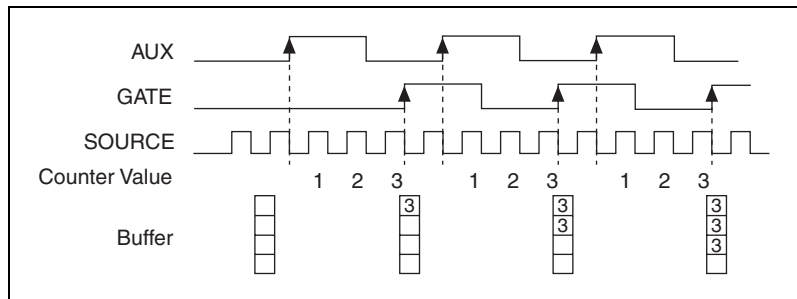 AUX
GATE
SOURCE
Counter Value 1 2 3 1 2 3 1 2 3
Buffer
3 3 3
3 3
3